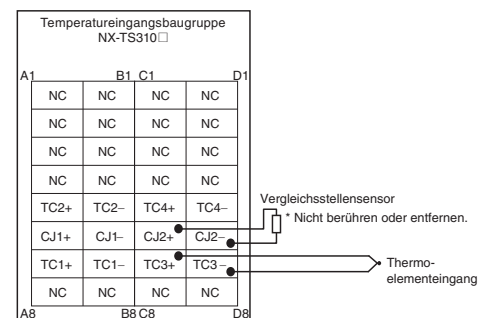 Temperatureingangsbaugruppe
NX-TS310□
A1 B1 C1 D1
NC NC NC NC
NC NC NC NC
NC NC NC NC
NC NC NC NC
TC2+ TC2– TC4+ TC4–
CJ1+ CJ1– CJ2+ CJ2–
TC1+ TC1– TC3+ TC3–
NC NC NC NC
A8 B8 C8 D8
Vergleichsstellensensor
* Nicht berühren oder entfernen.
Thermo-
elementeingang